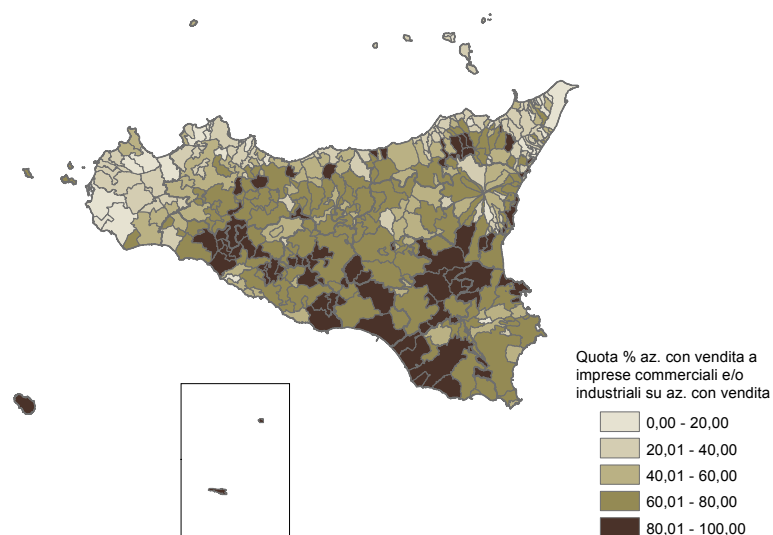 Quota % az. con vendita a
imprese commerciali e/o
industriali su az. con vendita
0,00 - 20,00
20,01 - 40,00
40,01 - 60,00
60,01 - 80,00
80,01 - 100,00